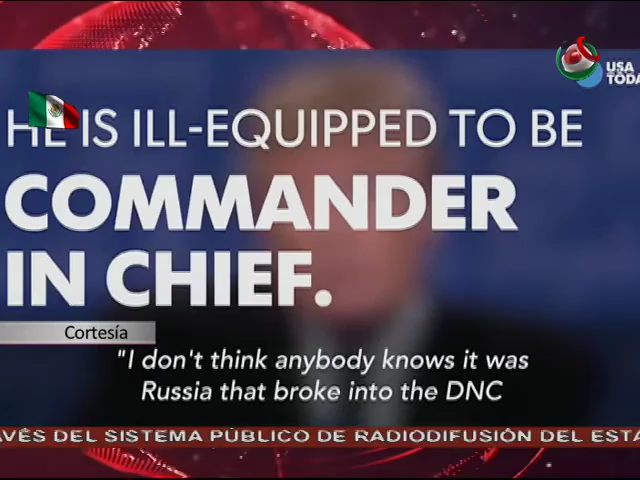 USA
TODA
HE IS ILL-EQUIPPED TO BE
COMMANDER
IN CHIEF.
Cortesía
"I don't think anybody knows it was
Russia that broke into the DNC
AVÉS DEL SISTEMA PÚBLICO DE RADIODIFUSIÓN DEL ESTA